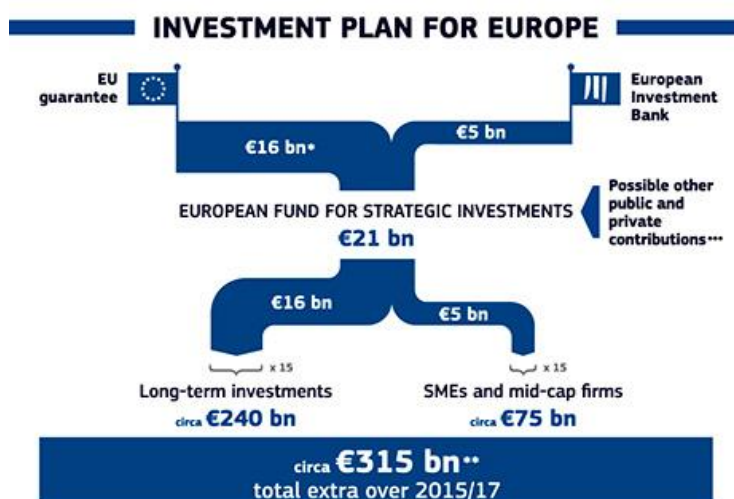 INVESTMENT PLAN FOR EUROPE
EU
guarantee
European
Investment
Bank
€16 bn*
€5 bn
Possible other
public and
private
contributions***
EUROPEAN FUND FOR STRATEGIC INVESTMENTS
€21 bn
€16 bn
€5 bn
x 15
x 15
Long-term investments
circa €240 bn
SMEs and mid-cap firms
circa €75 bn
circa €315 bn**
total extra over 2015/17